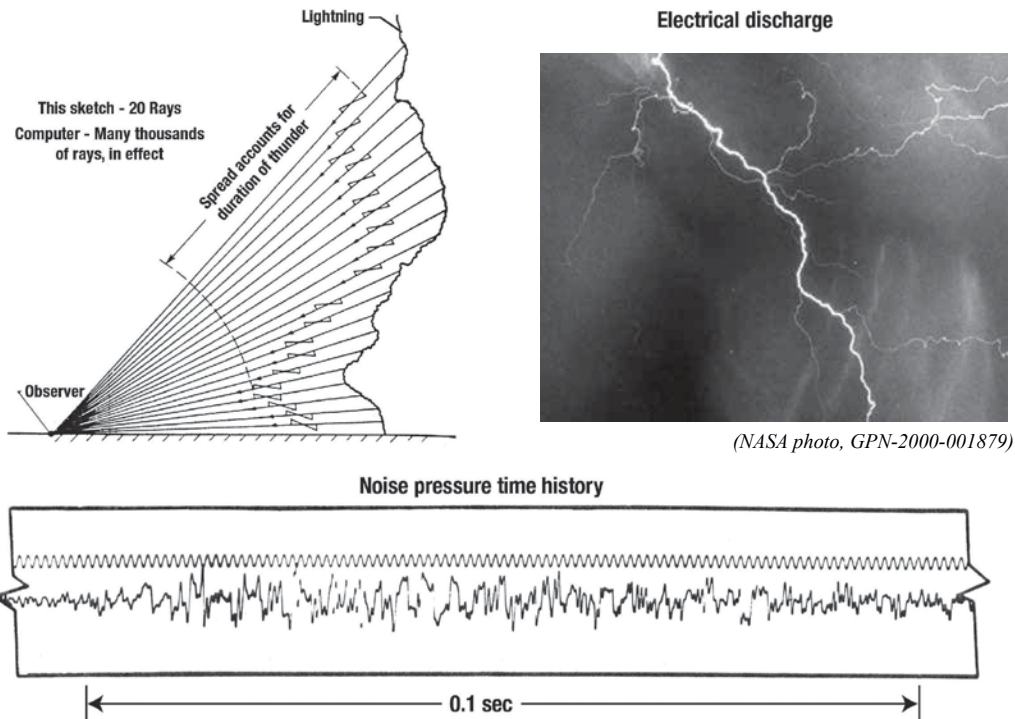 Lightning
This sketch - 20 Rays
Computer - Many thousands
of rays, in effect
Spread accounts for
duration of thunder
Observer
Electrical discharge
(NASA photo, GPN-2000-001879)
Noise pressure time history
0.1 sec